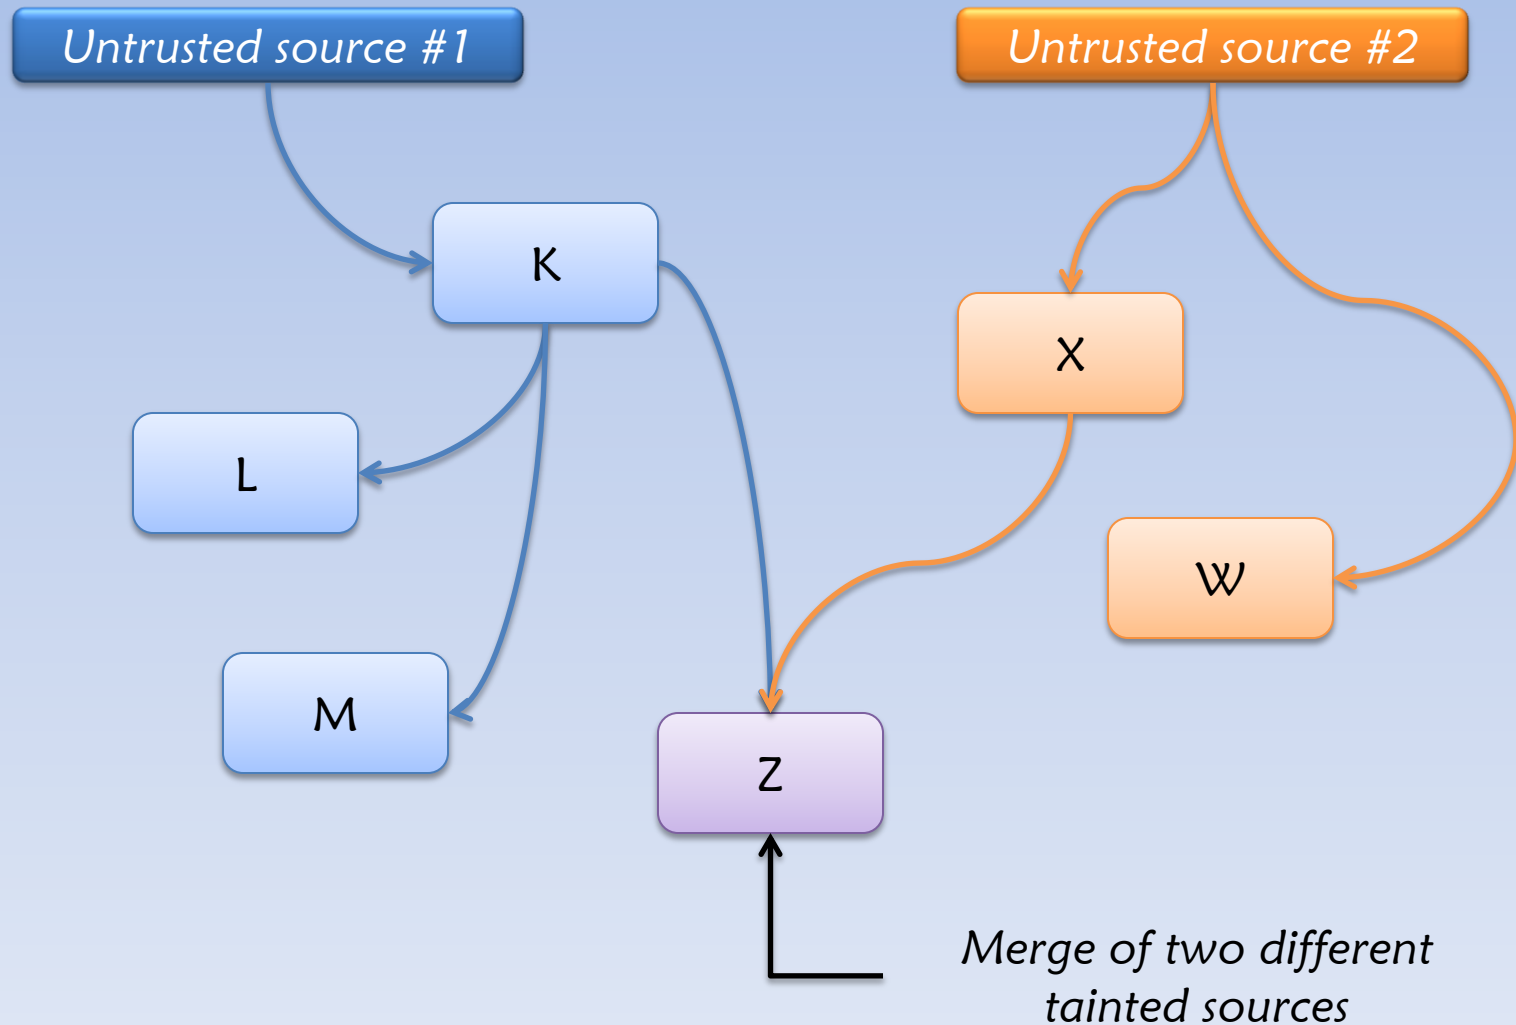 Untrusted source #1
Untrusted source #2
K
X
L
W
M
Z
Merge of two different
tainted sources